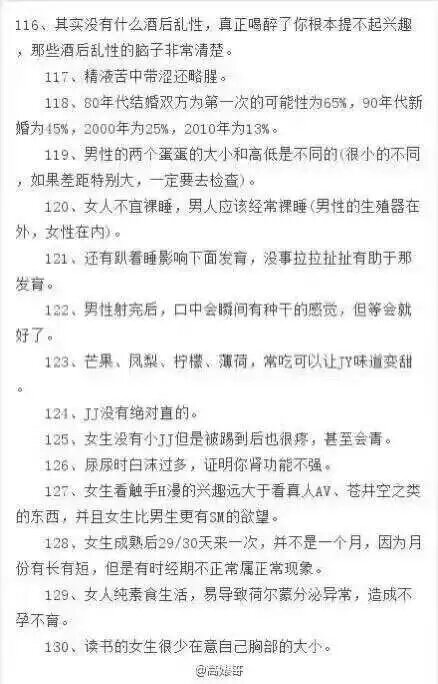 116、其实没有什么酒后乱性，真正喝醉了你根本提不起兴趣
，那些酒后乱性的脑子非常清楚。
117、精液苦中带涩还略腥。
118、80年代结婚双方为第一次的可能性为65%，90年代新
婚为45%，2000年为25%，2010年为13%。
119、男性的两个蛋蛋的大小和高低是不同的(很小的不同
，如果差距特别大，一定要去检查)。
120、女人不宜裸睡，男人应该经常裸睡(男性的生殖器在
外，女性在内)。
121、还有趴着睡影响下面发育，没事拉拉扯扯有助于那
发育。
122、男性射完后，口中会瞬间有种干的感觉，但等会就
好了。
123、芒果、凤梨、柠檬、薄荷，常吃可以让JY味道变甜
。
124、JJ没有绝对直的。
125、女生没有小JJ但是被踢到后也很疼，甚至会青。
126、尿尿时白沫过多，证明你肾功能不强。
127、女生看触手H漫的兴趣远大于看真人AV、苍井空之类
的东西，并且女生比男生更有SM的欲望。
128、女生成熟后29/30天来一次，并不是一个月，因为月
份有长有短，但是有时经期不正常属正常现象。
129、女人纯素食生活，易导致荷尔蒙分泌异常，造成不
孕不育。
130、读书的女生很少在意自己胸部的大小。